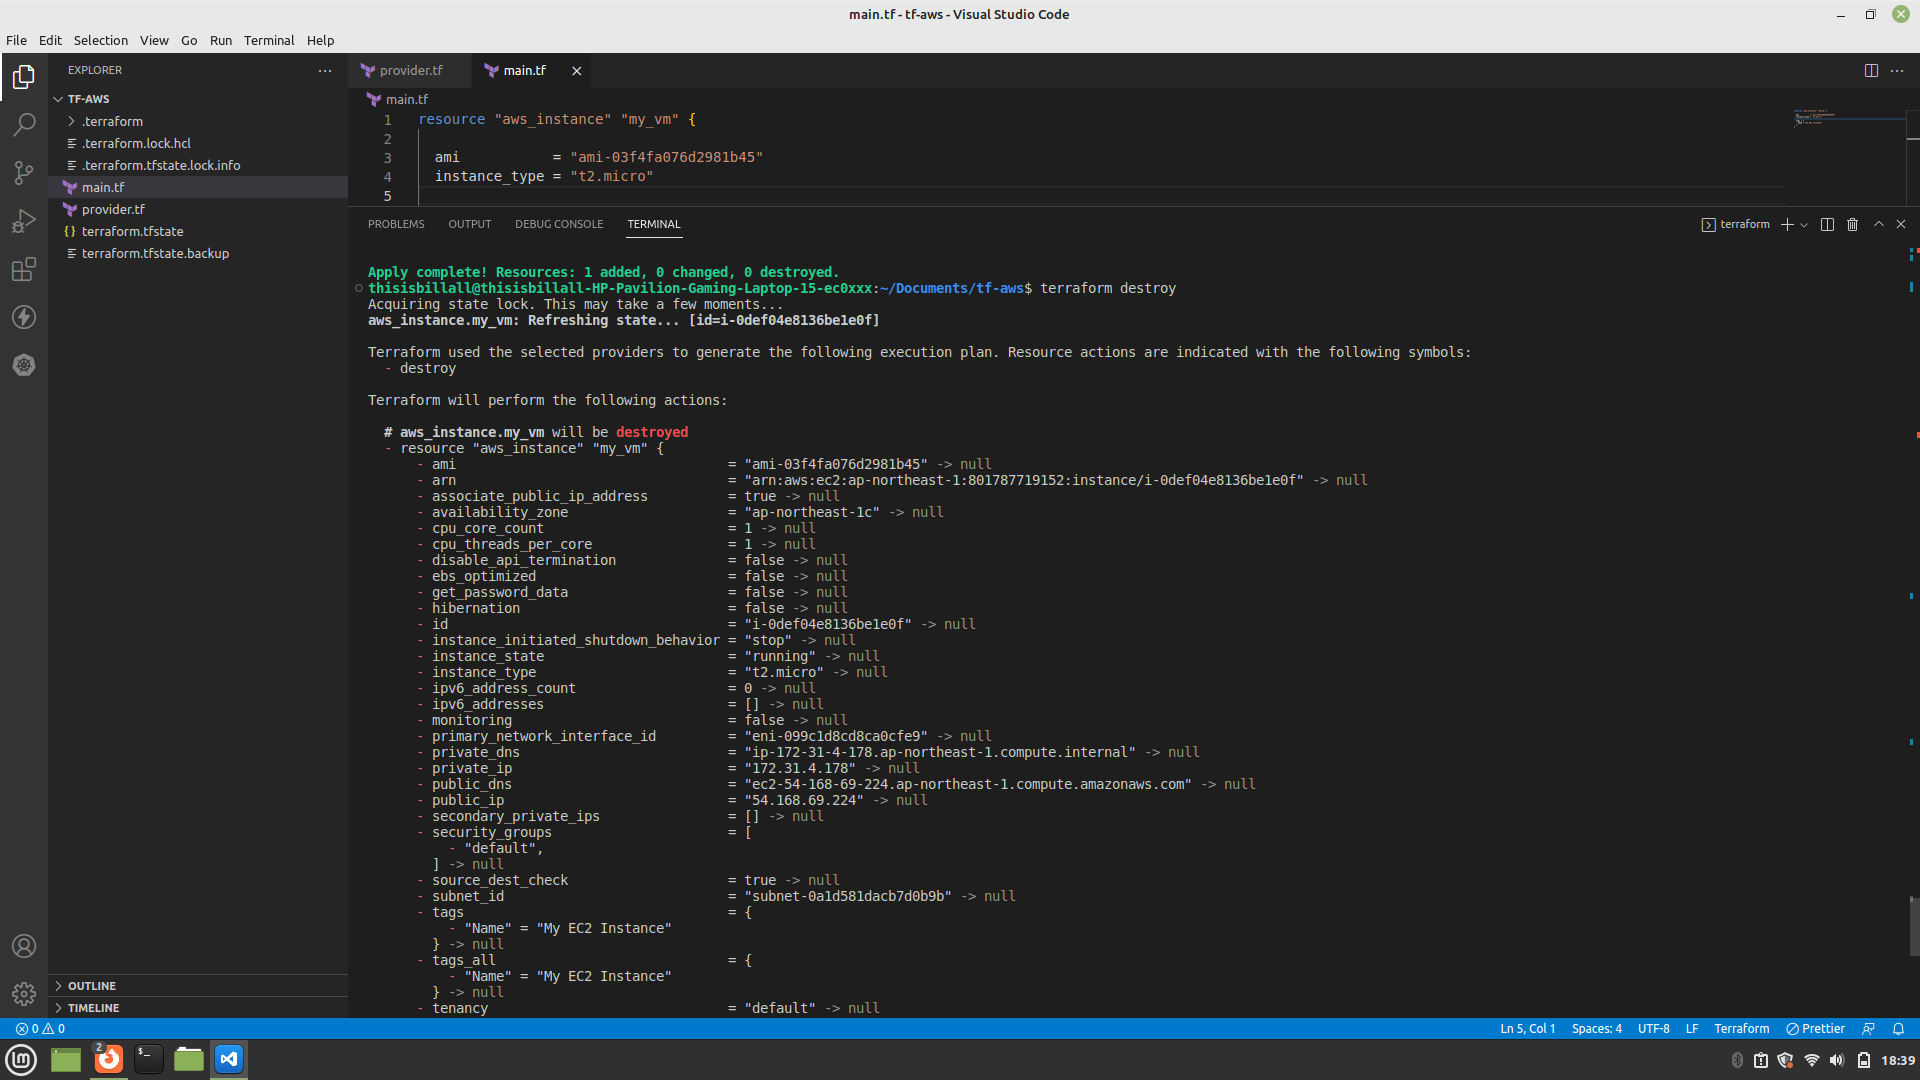 main.tf - tf-aws - Visual Studio Code
File Edit Selection View Go Run Terminal Help
EXPLORER
TF-AWS
.terraform
.terraform.lock.hcl
.terraform.tfstate.lock.info
main.tf
provider.tf
terraform.tfstate
terraform.tfstate.backup
OUTLINE
TIMELINE
provider.tf main.tf
main.tf
1 resource "aws_instance" "my_vm" {
2
3 ami = "ami-03f4fa076d2981b45"
4 instance_type = "t2.micro"
5
PROBLEMS OUTPUT DEBUG CONSOLE TERMINAL terraform
Apply complete! Resources: 1 added, 0 changed, 0 destroyed.
thisisbillall@thisisbillall-HP-Pavilion-Gaming-Laptop-15-ec0xxx:~/Documents/tf-aws$ terraform destroy
Acquiring state lock. This may take a few moments...
aws_instance.my_vm: Refreshing state... [id=i-0def04e8136be1e0f]
Terraform used the selected providers to generate the following execution plan. Resource actions are indicated with the following symbols:
- destroy
Terraform will perform the following actions:
# aws_instance.my_vm will be destroyed
- resource "aws_instance" "my_vm" {
- ami = "ami-03f4fa076d2981b45" -> null
- arn = "arn:aws:ec2:ap-northeast-1:801787719152:instance/i-0def04e8136be1e0f" -> null
- associate_public_ip_address = true -> null
- availability_zone = "ap-northeast-1c" -> null
- cpu_core_count = 1 -> null
- cpu_threads_per_core = 1 -> null
- disable_api_termination = false -> null
- ebs_optimized = false -> null
- get_password_data = false -> null
- hibernation = false -> null
- id = "i-0def04e8136be1e0f" -> null
- instance_initiated_shutdown_behavior = "stop" -> null
- instance_state = "running" -> null
- instance_type = "t2.micro" -> null
- ipv6_address_count = 0 -> null
- ipv6_addresses = [] -> null
- monitoring = false -> null
- primary_network_interface_id = "eni-099c1d8cd8ca0cfe9" -> null
- private_dns = "ip-172-31-4-178.ap-northeast-1.compute.internal" -> null
- private_ip = "172.31.4.178" -> null
- public_dns = "ec2-54-168-69-224.ap-northeast-1.compute.amazonaws.com" -> null
- public_ip = "54.168.69.224" -> null
- secondary_private_ips = [] -> null
- security_groups = [
- "default",
] -> null
- source_dest_check = true -> null
- subnet_id = "subnet-0a1d581dacb7d0b9b" -> null
- tags = {
- "Name" = "My EC2 Instance"
} -> null
- tags_all = {
- "Name" = "My EC2 Instance"
} -> null
- tenancy = "default" -> null
0 0 Ln 5, Col 1 Spaces: 4 UTF-8 LF Terraform Prettier
2 18:39